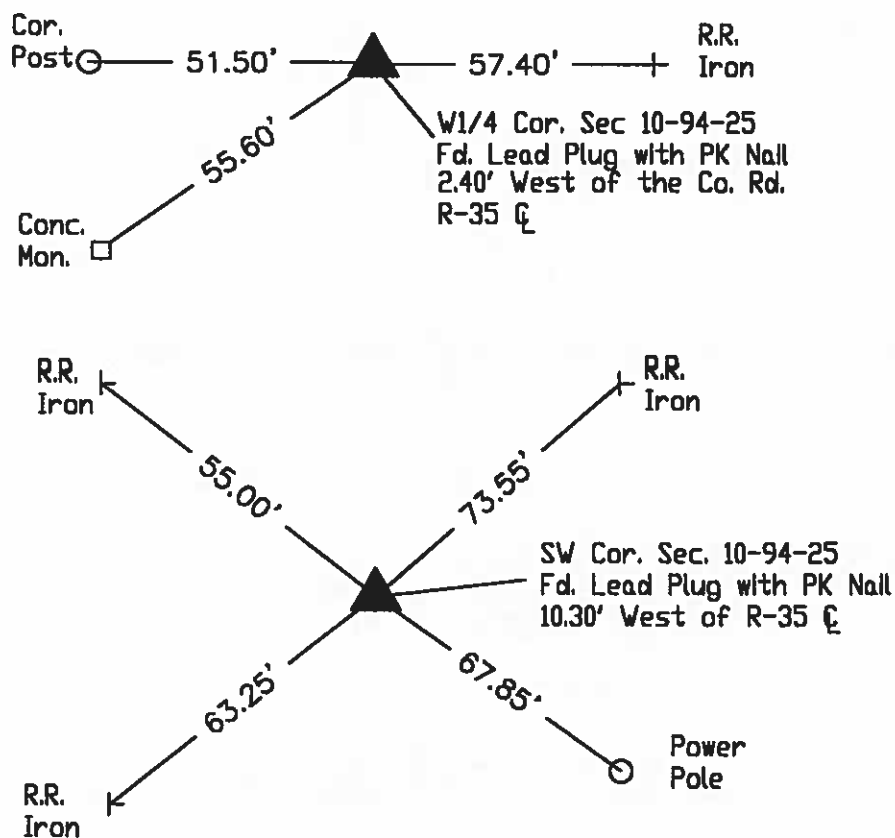 Cor.
Post
51.50'
57.40'
R.R.
Iron
55.60'
W1/4 Cor. Sec 10-94-25
Fd. Lead Plug with PK Nail
2.40' West of the Co. Rd.
R-35 ℄
Conc.
Mon.
R.R.
Iron
R.R.
Iron
55.00'
73.55'
SW Cor. Sec. 10-94-25
Fd. Lead Plug with PK Nail
10.30' West of R-35 ℄
63.25'
67.85'
Power
Pole
R.R.
Iron